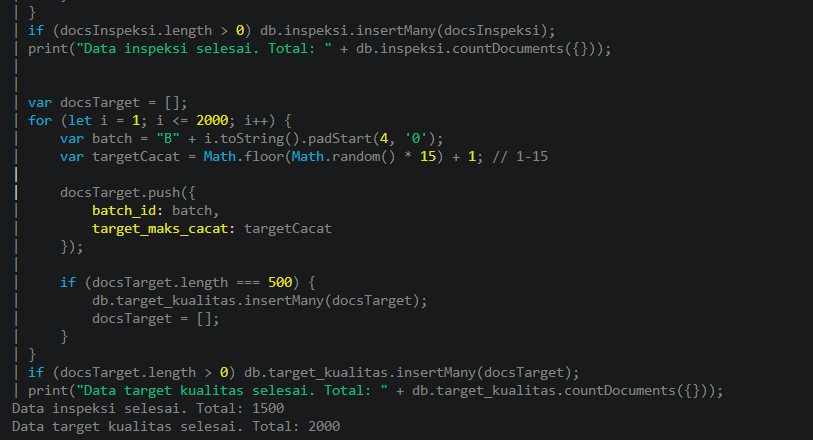 | }
| if (docsInspeksi.length > 0) db.inspeksi.insertMany(docsInspeksi);
| print("Data inspeksi selesai. Total: " + db.inspeksi.countDocuments({}));
|
|
| var docsTarget = [];
| for (let i = 1; i <= 2000; i++) {
|     var batch = "B" + i.toString().padStart(4, '0');
|     var targetCacat = Math.floor(Math.random() * 15) + 1; // 1-15
|
|     docsTarget.push({
|         batch_id: batch,
|         target_maks_cacat: targetCacat
|     });
|
|     if (docsTarget.length === 500) {
|         db.target_kualitas.insertMany(docsTarget);
|         docsTarget = [];
|     }
| }
| if (docsTarget.length > 0) db.target_kualitas.insertMany(docsTarget);
| print("Data target kualitas selesai. Total: " + db.target_kualitas.countDocuments({}));
Data inspeksi selesai. Total: 1500
Data target kualitas selesai. Total: 2000